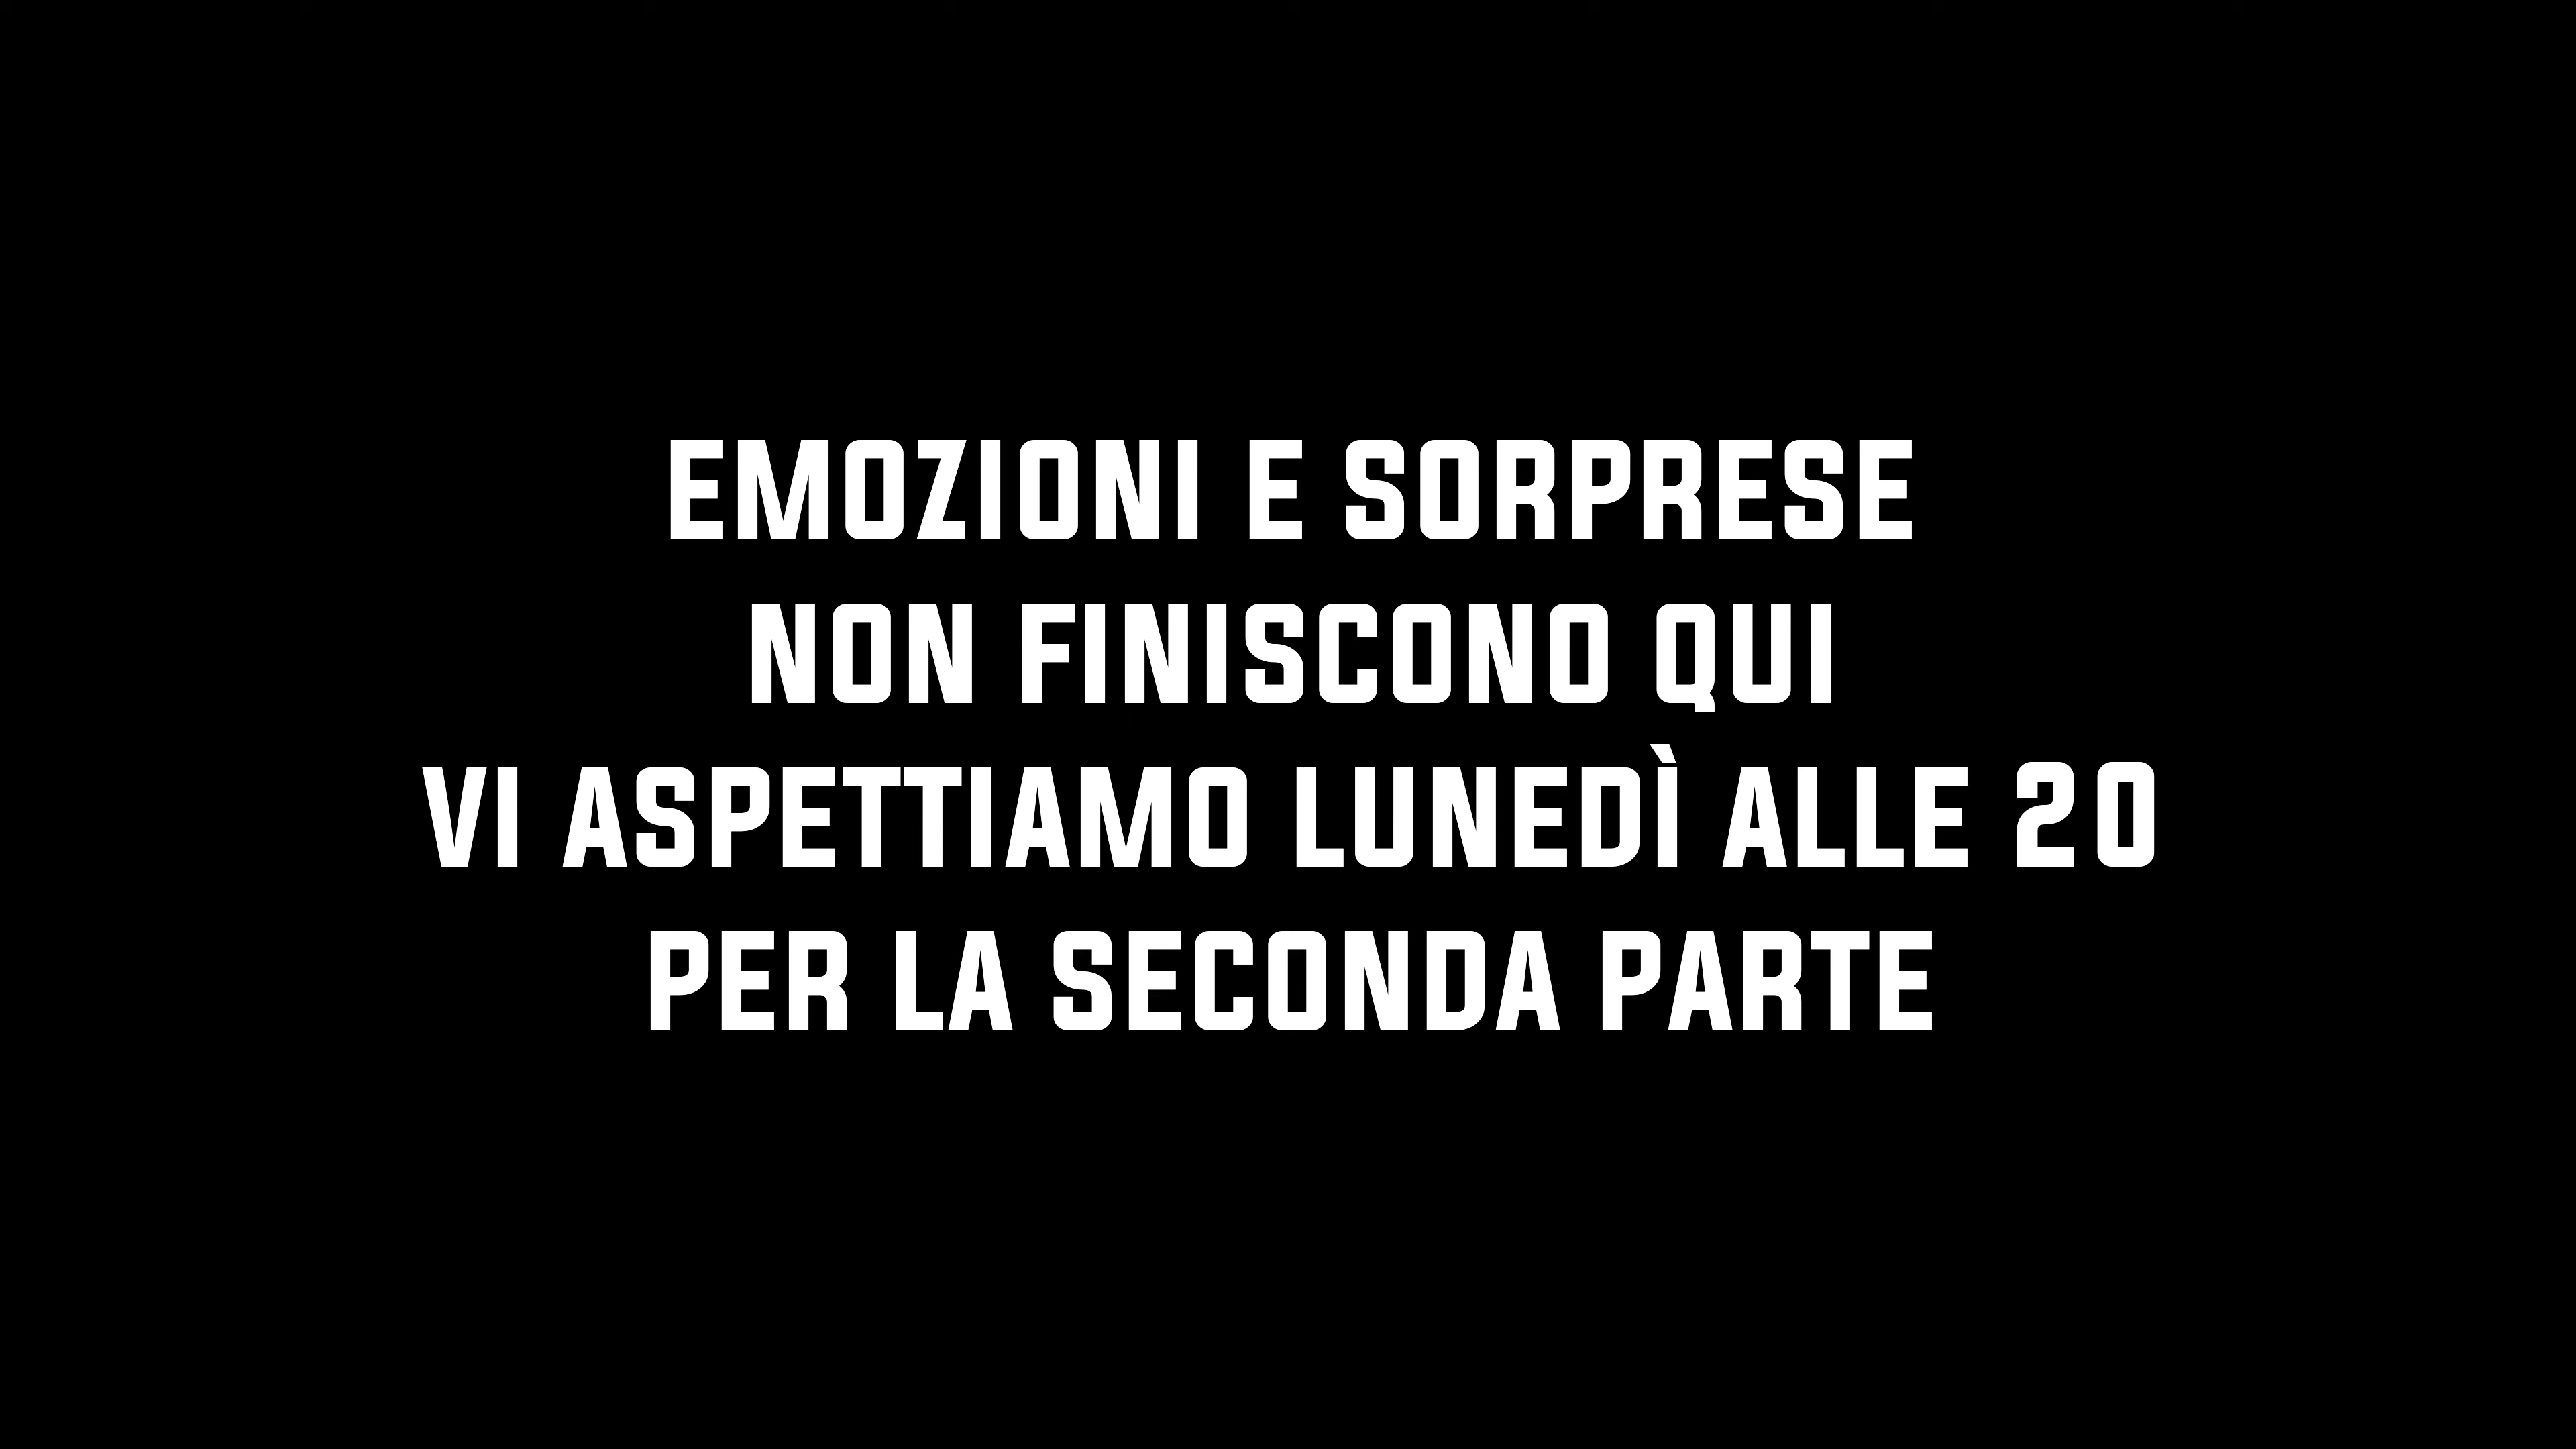 EMOZIONI E SORPRESE
NON FINISCONO QUI
VI ASPETTIAMO LUNEDÌ ALLE 20
PER LA SECONDA PARTE